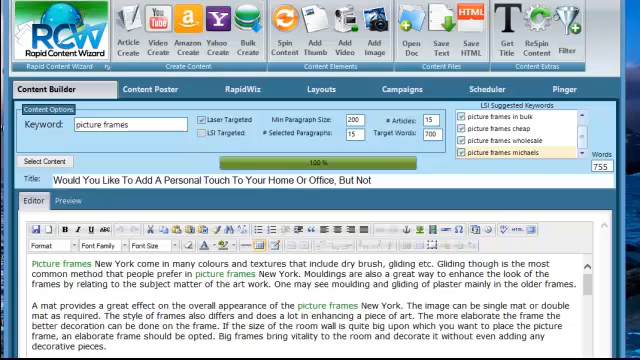 RCW
Rapid Content Wizard
Rapid Content Wizard
Article Create
Video Create
Amazon Create
Yahoo Create
Bulk Create
Create Content
Spin Content
Add Thumb
Add Video
Add Image
Content Elements
Open Doc
Save Text
HTML
Save HTML
Content Files
Get Title
ReSpin Content
Filter
Content Extras
Content Builder
Content Poster
RapidWiz
Layouts
Campaigns
Scheduler
Pinger
Content Options
Keyword: picture frames
Laser Targeted
LSI Targeted
Min Paragraph Size: 200
# Selected Paragraphs: 15
# Articles: 15
Target Words: 700
LSI Suggested Keywords
picture frames in bulk
picture frames cheap
picture frames wholesale
picture frames michaels
Select Content
100 %
Words
755
Title: Would You Like To Add A Personal Touch To Your Home Or Office, But Not
Editor
Preview
Format
Font Family
Font Size
Picture frames New York come in many colours and textures that include dry brush, gliding etc. Gliding though is the most
common method that people prefer in picture frames New York. Mouldings are also a great way to enhance the look of the
frames by relating to the subject matter of the art work. One may see moulding and gliding of plaster mainly in the older frames.
A mat provides a great effect on the overall appearance of the picture frames New York. The image can be single mat or double
mat as required. The style of frames also differs and does a lot in enhancing a piece of art. The more elaborate the frame the
better decoration can be done on the frame. If the size of the room wall is quite big upon which you want to place the picture
frame, an elaborate frame should be opted. Big frames bring vitality to the room and decorate it without even adding any
decorative pieces.